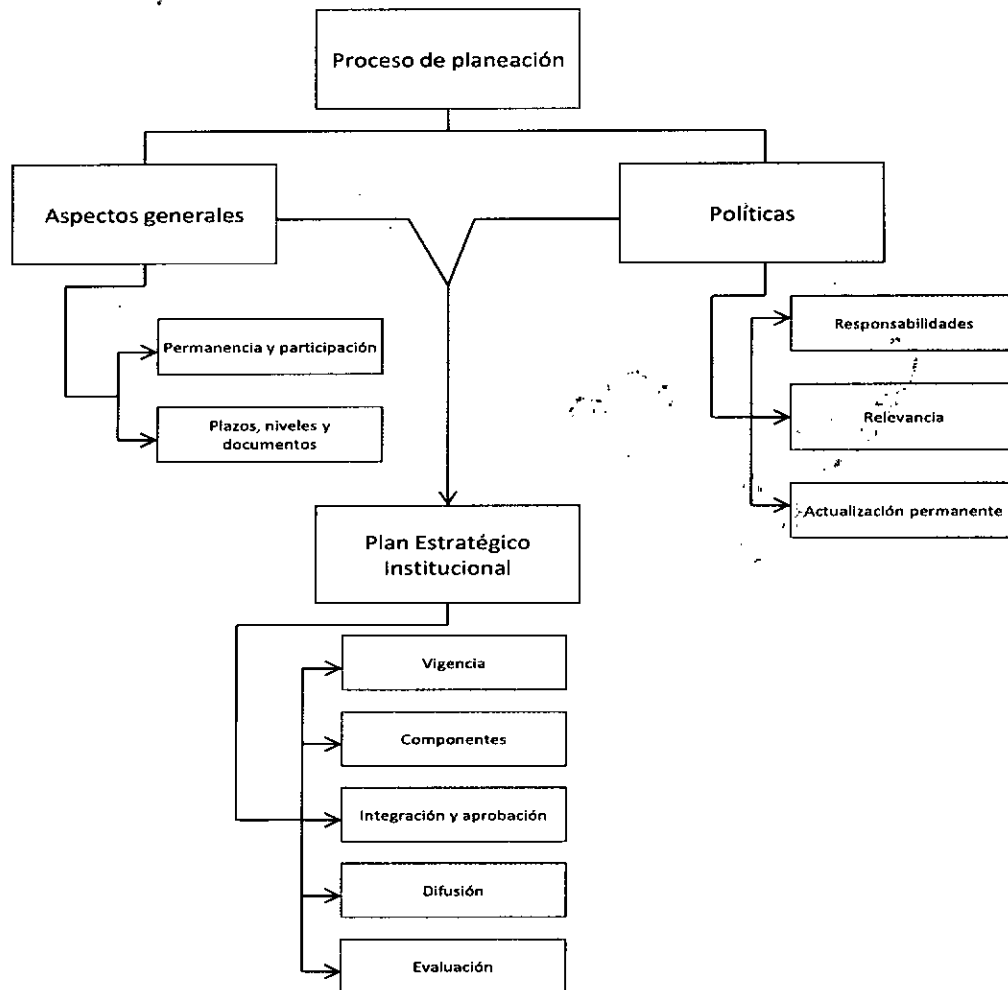 Proceso de planeación
Aspectos generales
Políticas
Permanencia y participación
Plazos, niveles y
documentos
Responsabilidades
Relevancia
Actualización permanente
Plan Estratégico
Institucional
Vigencia
Componentes
Integración y aprobación
Difusión
Evaluación